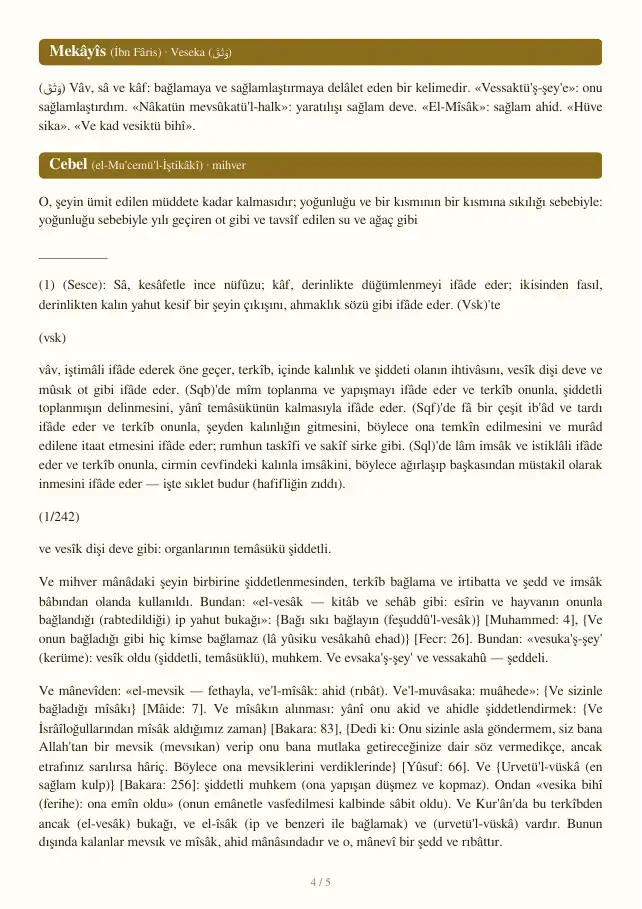 Mekâyîs (İbn Fâris) · Veseka (وَثَقَ)
(وَثَقَ) Vâv, sâ ve kâf: bağlamaya ve sağlamlaştırmaya delâlet eden bir kelimedir. «Vessaktü'ş-şey'e»: onu
sağlamlaştırdım. «Nâkatün mevsûkatü'l-halk»: yaratılışı sağlam deve. «El-Mîsâk»: sağlam ahid. «Hüve
sika». «Ve kad vesiktü bihî».
Cebel (el-Mu'cemü'l-İştikâkî) · mihver
O, şeyin ümit edilen müddete kadar kalmasıdır; yoğunluğu ve bir kısmının bir kısmına sıkılığı sebebiyle:
yoğunluğu sebebiyle yılı geçiren ot gibi ve tavsîf edilen su ve ağaç gibi
(1) (Sesce): Sâ, kesâfetle ince nüfûzu; kâf, derinlikte düğümlenmeyi ifâde eder; ikisinden fasıl,
derinlikten kalın yahut kesif bir şeyin çıkışını, ahmaklık sözü gibi ifâde eder. (Vsk)'te
(vsk)
vâv, iştimâli ifâde ederek öne geçer, terkîb, içinde kalınlık ve şiddeti olanın ihtivâsını, vesîk dişi deve ve
mûsık ot gibi ifâde eder. (Sqb)'de mîm toplanma ve yapışmayı ifâde eder ve terkîb onunla, şiddetli
toplanmışın delinmesini, yânî temâsükünün kalmasıyla ifâde eder. (Sqf)'de fâ bir çeşit ib'âd ve tardı
ifâde eder ve terkîb onunla, şeyden kalınlığın gitmesini, böylece ona temkîn edilmesini ve murâd
edilene itaat etmesini ifâde eder; rumhun taskîfi ve sakîf sirke gibi. (Sql)'de lâm imsâk ve istiklâli ifâde
eder ve terkîb onunla, cirmin cevfindeki kalınla imsâkini, böylece ağırlaşıp başkasından müstakil olarak
inmesini ifâde eder — işte sıklet budur (hafifliğin zıddı).
(1/242)
ve vesîk dişi deve gibi: organlarının temâsükü şiddetli.
Ve mihver mânâdaki şeyin birbirine şiddetlenmesinden, terkîb bağlama ve irtibatta ve şedd ve imsâk
bâbından olanda kullanıldı. Bundan: «el-vesâk — kitâb ve sehâb gibi: esîrin ve hayvanın onunla
bağlandığı (rabtedildiği) ip yahut bukağı»: {Bağı sıkı bağlayın (feşuddû'l-vesâk)} [Muhammed: 4], {Ve
onun bağladığı gibi hiç kimse bağlamaz (lâ yûsiku vesâkahû ehad)} [Fecr: 26]. Bundan: «vesuka'ş-şey'
(kerüme): vesîk oldu (şiddetli, temâsüklü), muhkem. Ve evsaka'ş-şey' ve vessakahû — şeddeli.
Ve mânevîden: «el-mevsik — fethayla, ve'l-mîsâk: ahid (rıbât). Ve'l-muvâsaka: muâhede»: {Ve sizinle
bağladığı mîsâkı} [Mâide: 7]. Ve mîsâkın alınması: yânî onu akid ve ahidle şiddetlendirmek: {Ve
İsrâîloğullarından mîsâk aldığımız zaman} [Bakara: 83], {Dedi ki: Onu sizinle asla göndermem, siz bana
Allah'tan bir mevsik (mevsıkan) verip onu bana mutlaka getireceğinize dair söz vermedikçe, ancak
etrafınız sarılırsa hâriç. Böylece ona mevsiklerini verdiklerinde} [Yûsuf: 66]. Ve {Urvetü'l-vüskâ (en
sağlam kulp)} [Bakara: 256]: şiddetli muhkem (ona yapışan düşmez ve kopmaz). Ondan «vesika bihî
(ferihe): ona emîn oldu» (onun emânetle vasfedilmesi kalbinde sâbit oldu). Ve Kur'ân'da bu terkîbden
ancak (el-vesâk) bukağı, ve el-îsâk (ip ve benzeri ile bağlamak) ve (urvetü'l-vüskâ) vardır. Bunun
dışında kalanlar mevsık ve mîsâk, ahid mânâsındadır ve o, mânevî bir şedd ve rıbâttır.
4 / 5